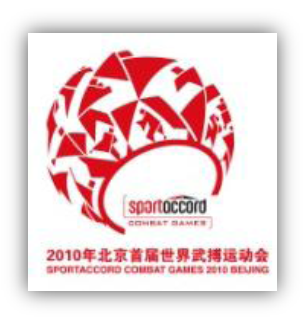 sportaccord
COMBAT GAMES
2010年北京首届世界武搏运动会
SPORTACCORD COMBAT GAMES 2010 BEIJING